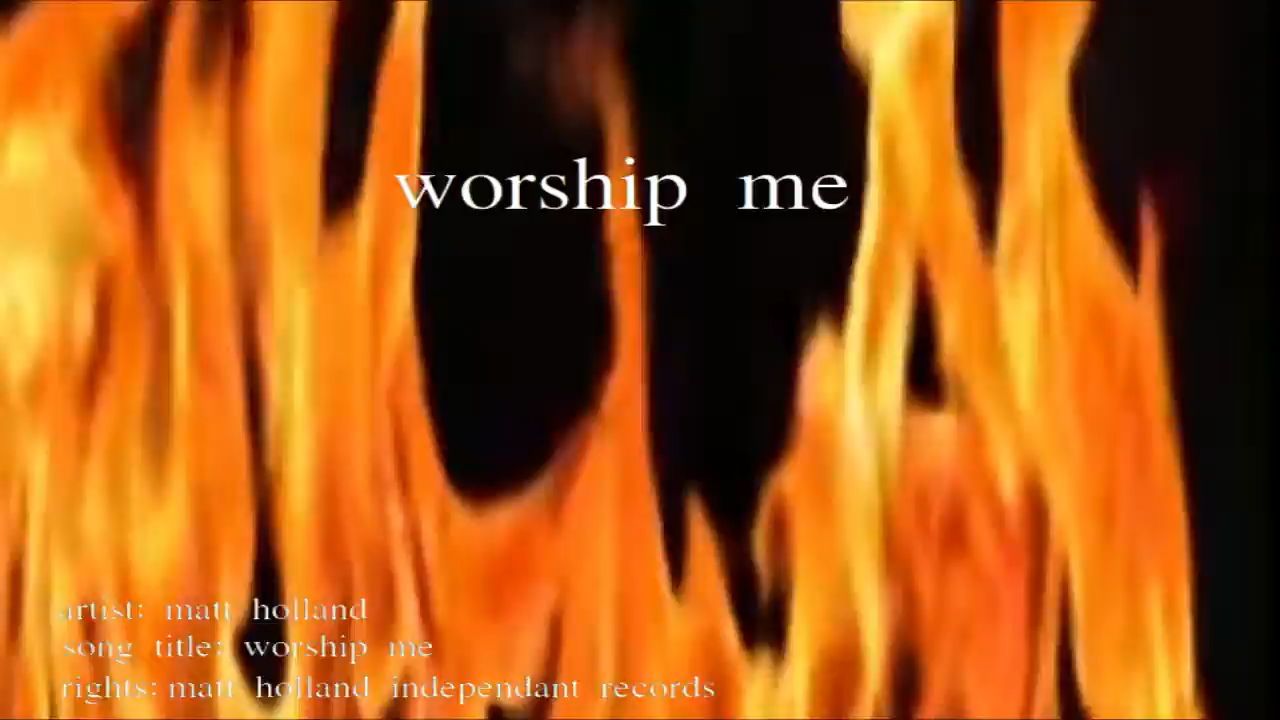 worship me
artist: matt holland
song title: worship me
rights: matt holland independant records